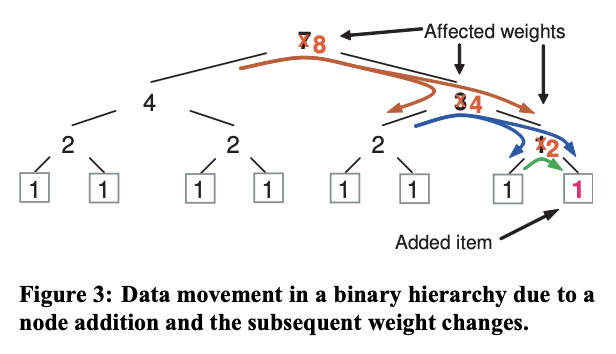 7 8 Affected weights
4 3 4
2 2 2 1 2
1 1 1 1 1 1 1 1
Added item
Figure 3: Data movement in a binary hierarchy due to a
node addition and the subsequent weight changes.